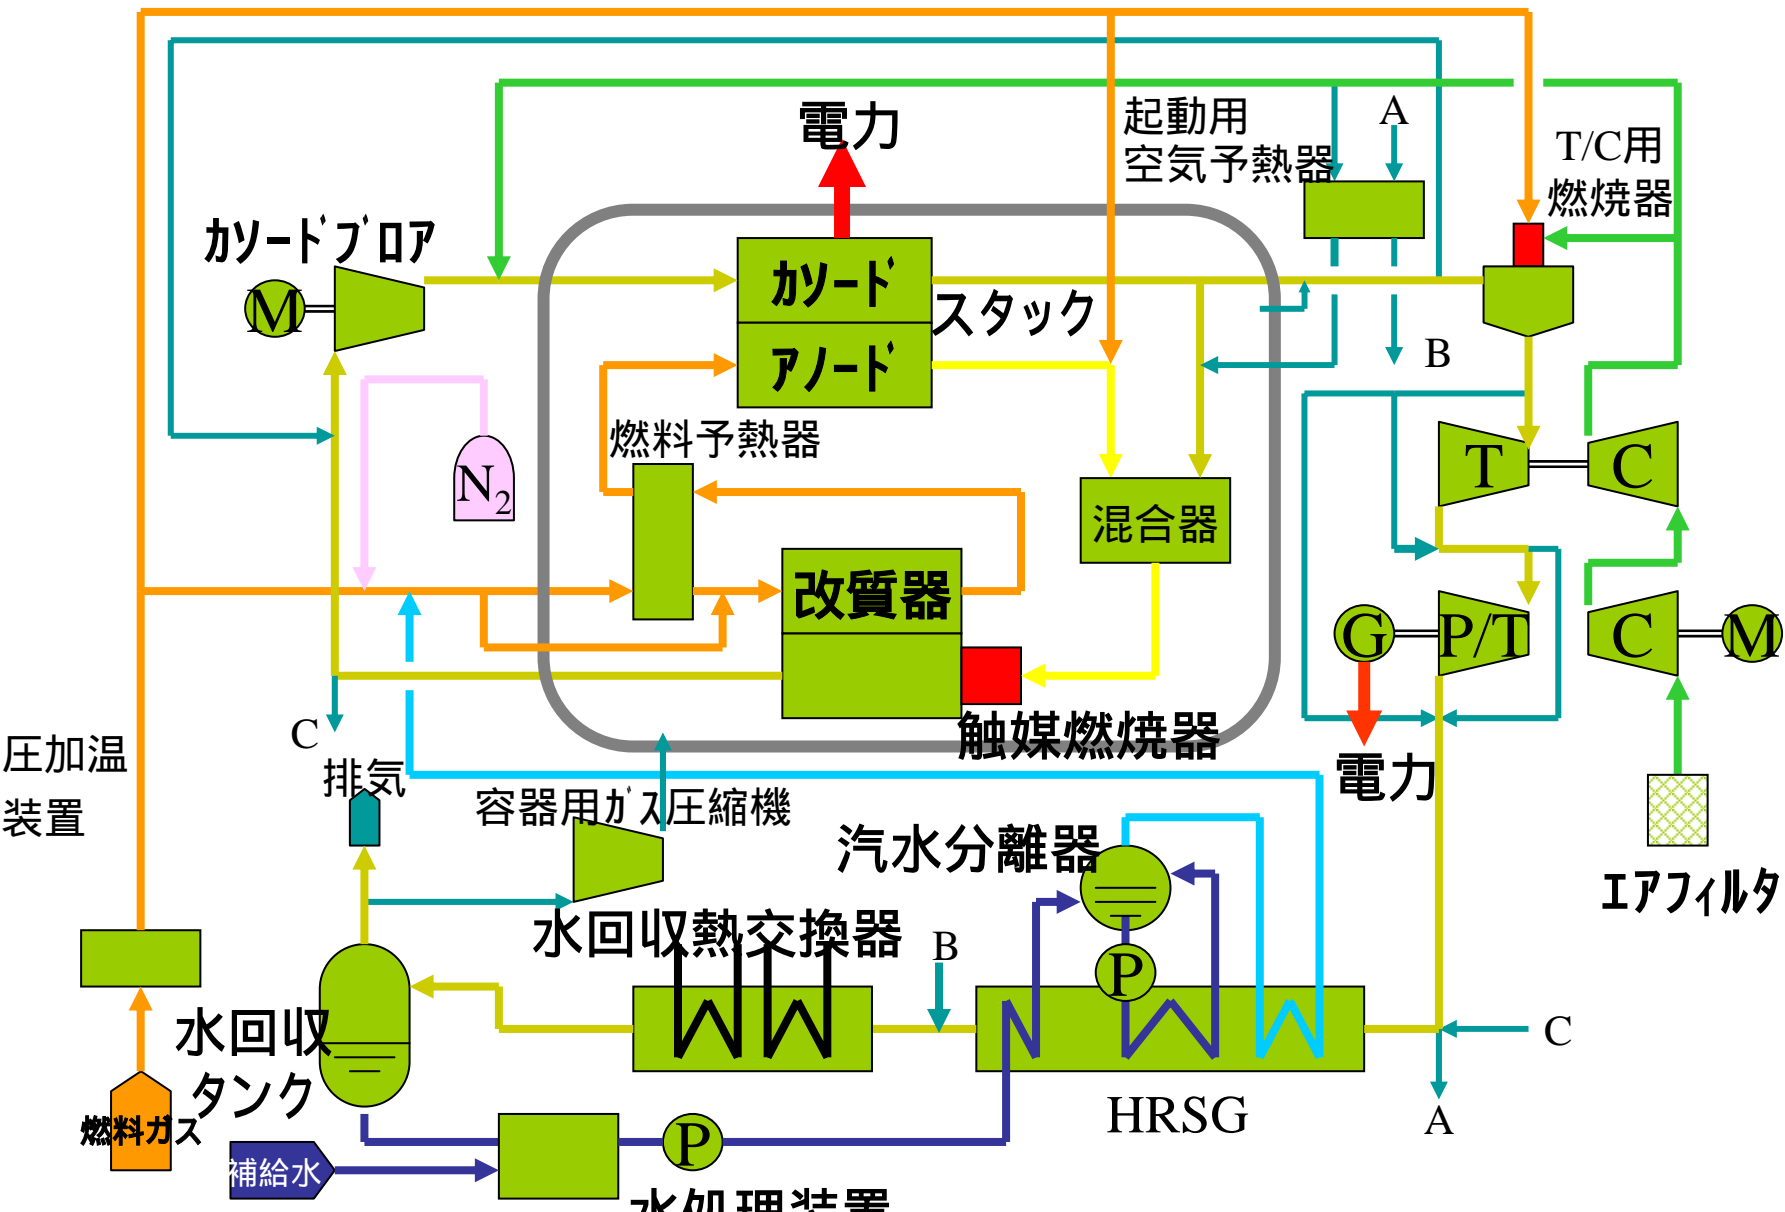 電力
起動用
空気予熱器
A
T/C用
燃焼器
カソードブロア
M
カソード
スタック
アノード
B
燃料予熱器
N2
T
C
混合器
改質器
G
P/T
C
M
C
触媒燃焼器
圧加温
装置
排気
電力
容器用ガス圧縮機
汽水分離器
エアフィルタ
水回収熱交換器
B
P
水回収
タンク
C
燃料ガス
HRSG
A
補給水
P
水処理装置